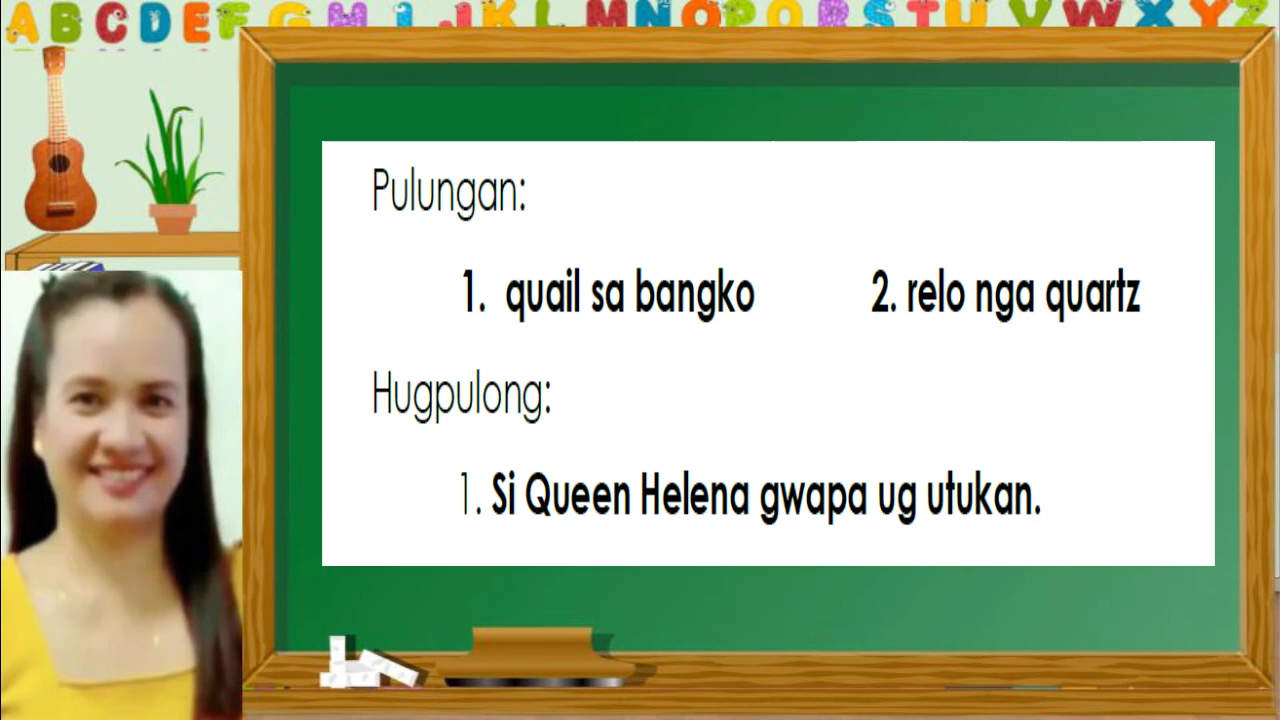 ABCDEFGHIJKLMNOPQRSTUVWXYZ
Pulungan:
1. quail sa bangko 2. relo nga quartz
Hugpulong:
1. Si Queen Helena gwapa ug utukan.